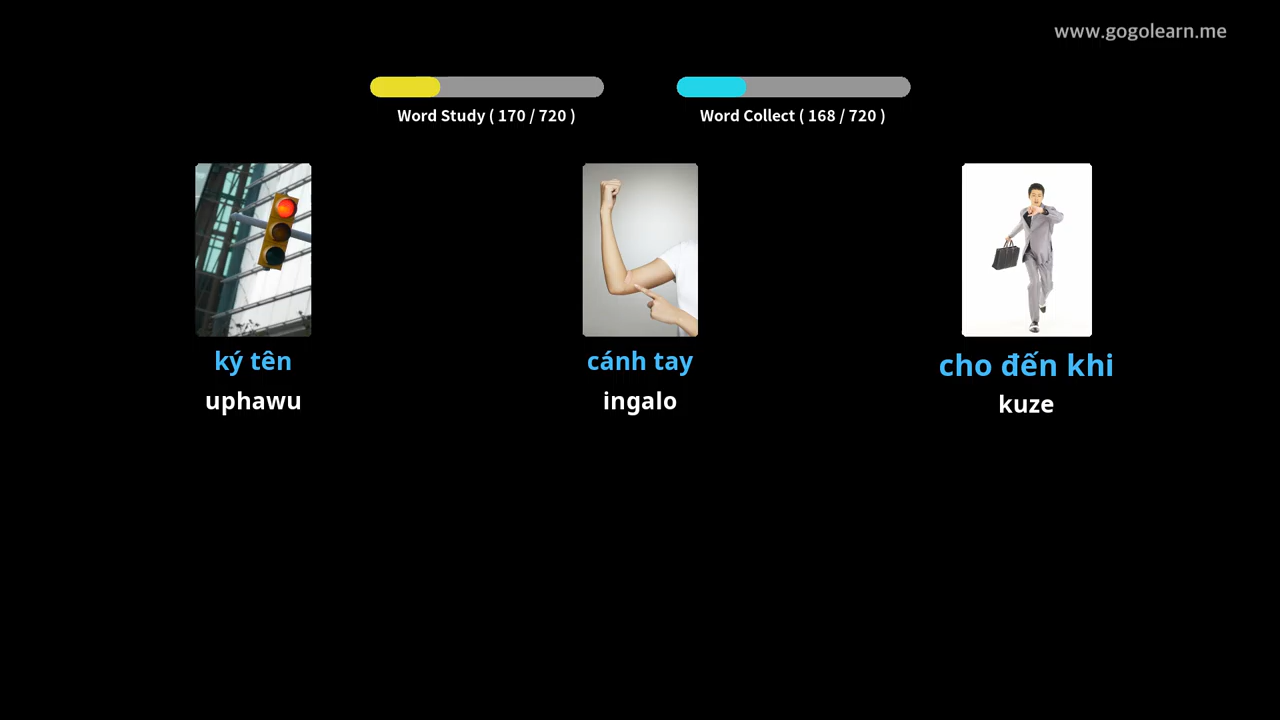 www.gogolearn.me
Word Study ( 170 / 720 )
Word Collect ( 168 / 720 )
ký tên
cánh tay
cho đến khi
uphawu
ingalo
kuze